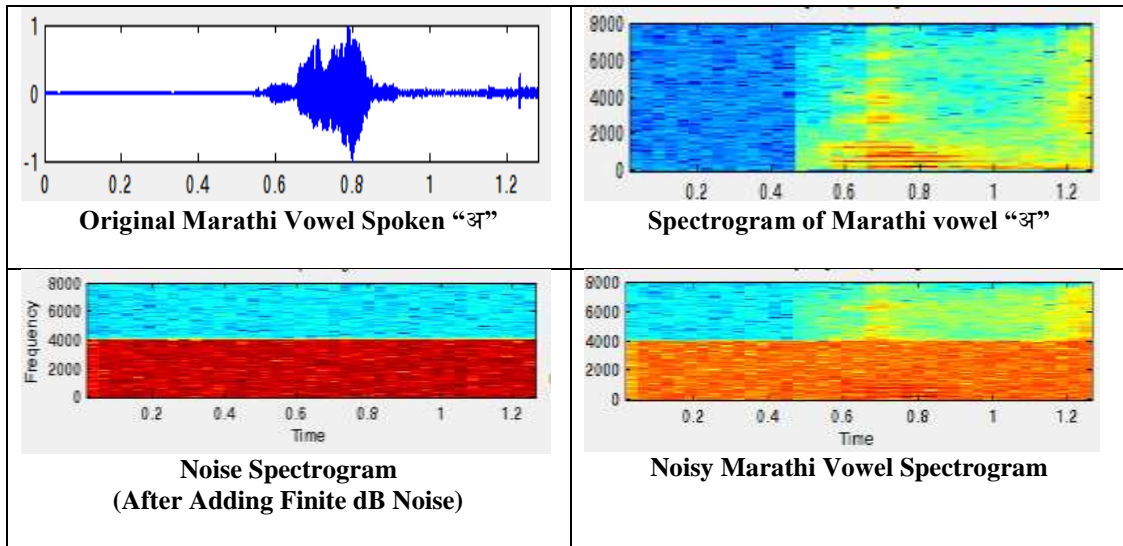 1
0
-1
0 0.2 0.4 0.6 0.8 1 1.2
Original Marathi Vowel Spoken “अ”
8000
6000
4000
2000
0
0.2 0.4 0.6 0.8 1 1.2
Spectrogram of Marathi vowel “अ”
8000
6000
4000
2000
0
Frequency
0.2 0.4 0.6 0.8 1 1.2
Time
Noise Spectrogram
(After Adding Finite dB Noise)
8000
6000
4000
2000
0
0.2 0.4 0.6 0.8 1 1.2
Time
Noisy Marathi Vowel Spectrogram